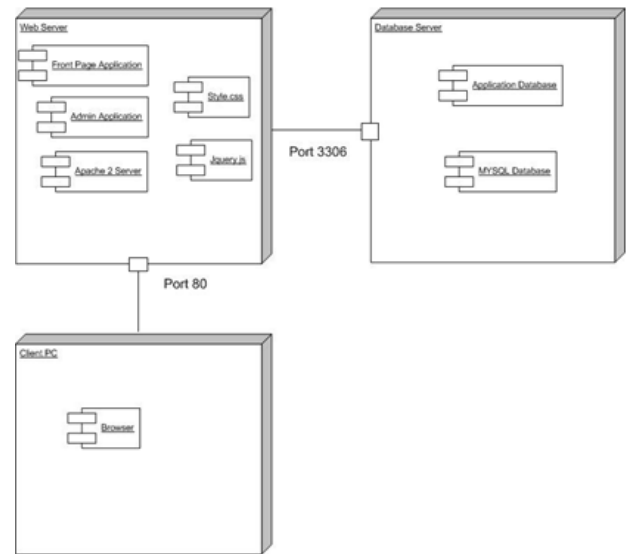 Web Server
Front Page Application
Style.css
Admin Application
Jquery.js
Apache 2 Server
Port 80
Port 3306
Database Server
Application Database
MYSQL Database
Client PC
Browser